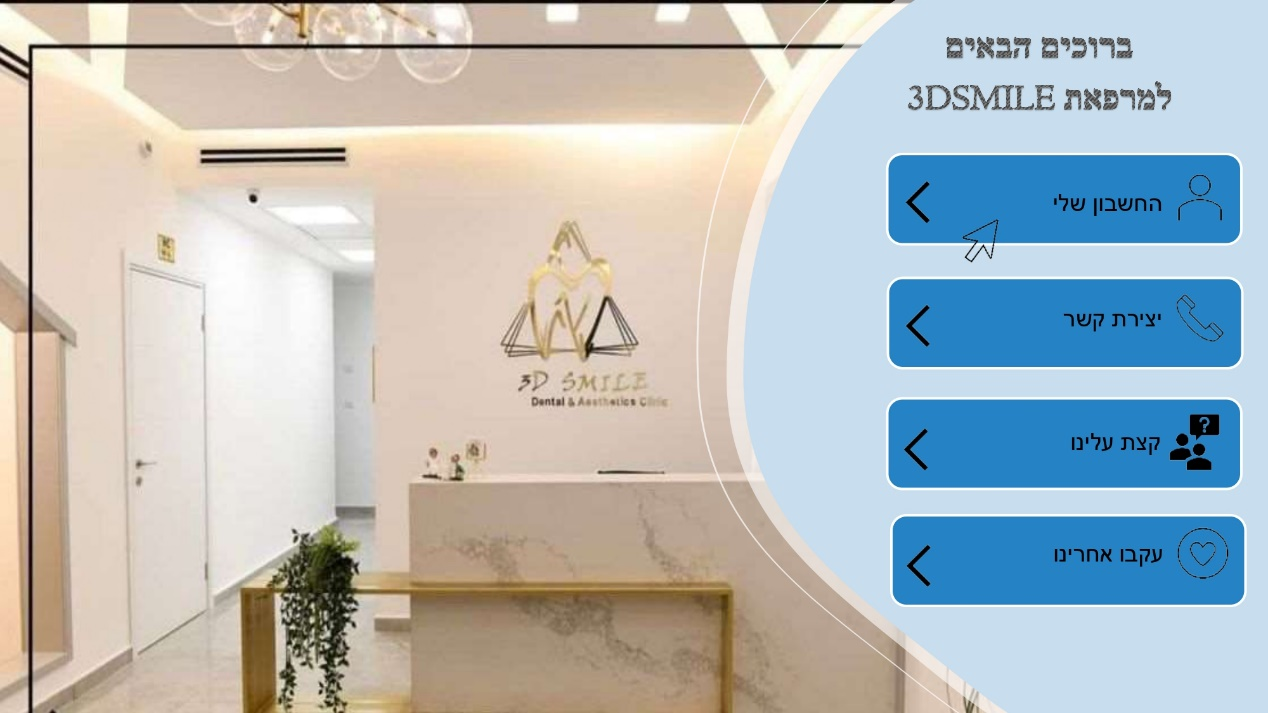 ברוכים הבאים
למרפאת 3DSMILE
החשבון שלי
יצירת קשר
קצת עלינו
עקבו אחרינו
3D SMILE
Dental & Aesthetics Clinic